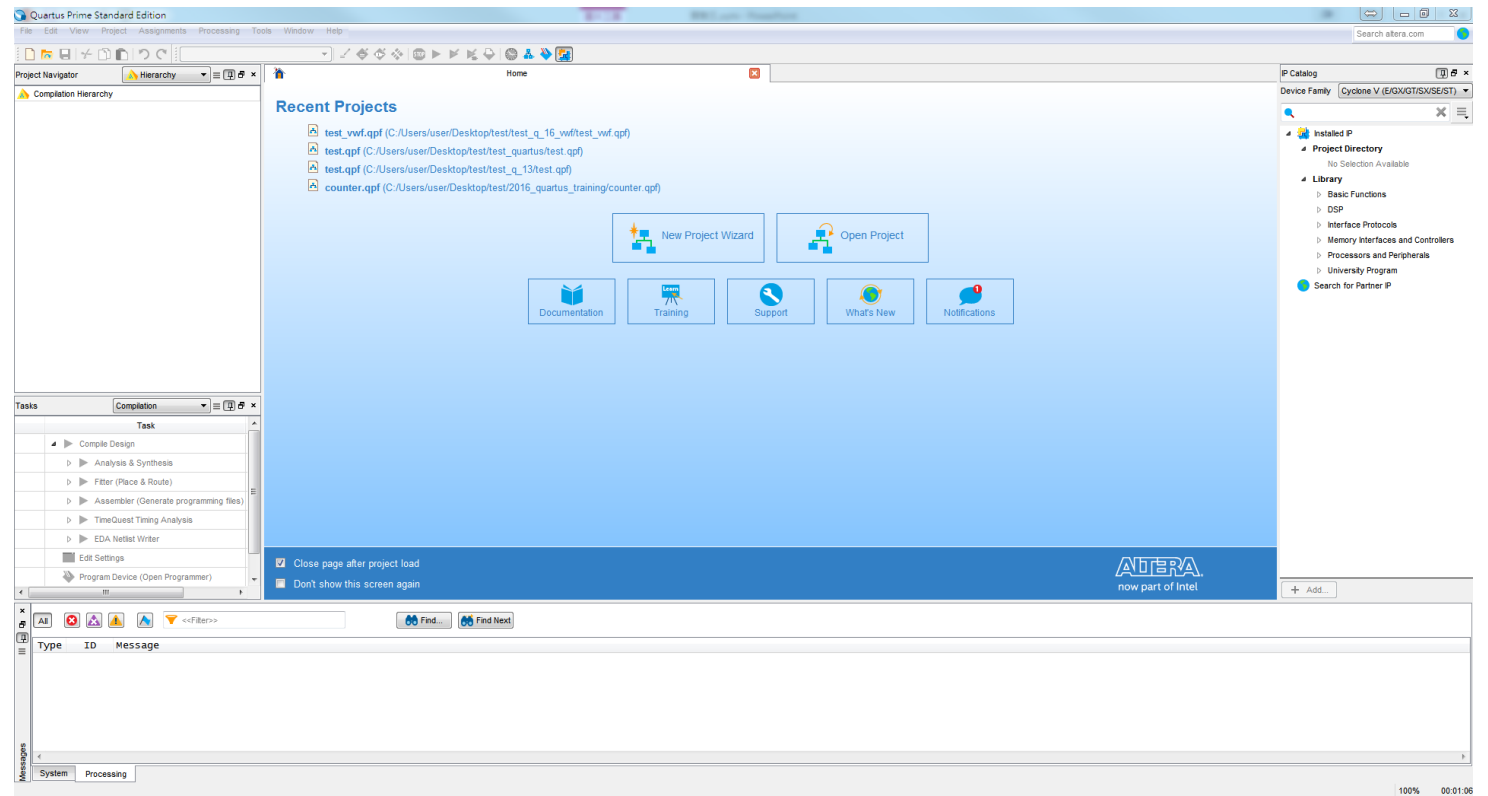 Quartus Prime Standard Edition
File Edit View Project Assignments Processing Tools Window Help
Search altera.com
Project Navigator
Hierarchy
Compilation Hierarchy
Home
Recent Projects
test_vwf.qpf (C:/Users/user/Desktop/test/test_q_16_vwf/test_vwf.qpf)
test.qpf (C:/Users/user/Desktop/test/test_quartus/test.qpf)
test.qpf (C:/Users/user/Desktop/test/test_q_13/test.qpf)
counter.qpf (C:/Users/user/Desktop/test/2016_quartus_training/counter.qpf)
New Project Wizard
Open Project
Documentation
Learn
Training
Support
What's New
1
Notifications
Close page after project load
Don't show this screen again
ALTERA
now part of Intel
IP Catalog
Device Family Cyclone V (E/GX/GT/SX/SE/ST)
Installed IP
Project Directory
No Selection Available
Library
Basic Functions
DSP
Interface Protocols
Memory Interfaces and Controllers
Processors and Peripherals
University Program
Search for Partner IP
+ Add...
Tasks
Compilation
Task
Compile Design
Analysis & Synthesis
Fitter (Place & Route)
Assembler (Generate programming files)
TimeQuest Timing Analysis
EDA Netlist Writer
Edit Settings
Program Device (Open Programmer)
All
<<Filter>>
Find...
Find Next
Type ID Message
Messages
System
Processing
100% 00:01:06